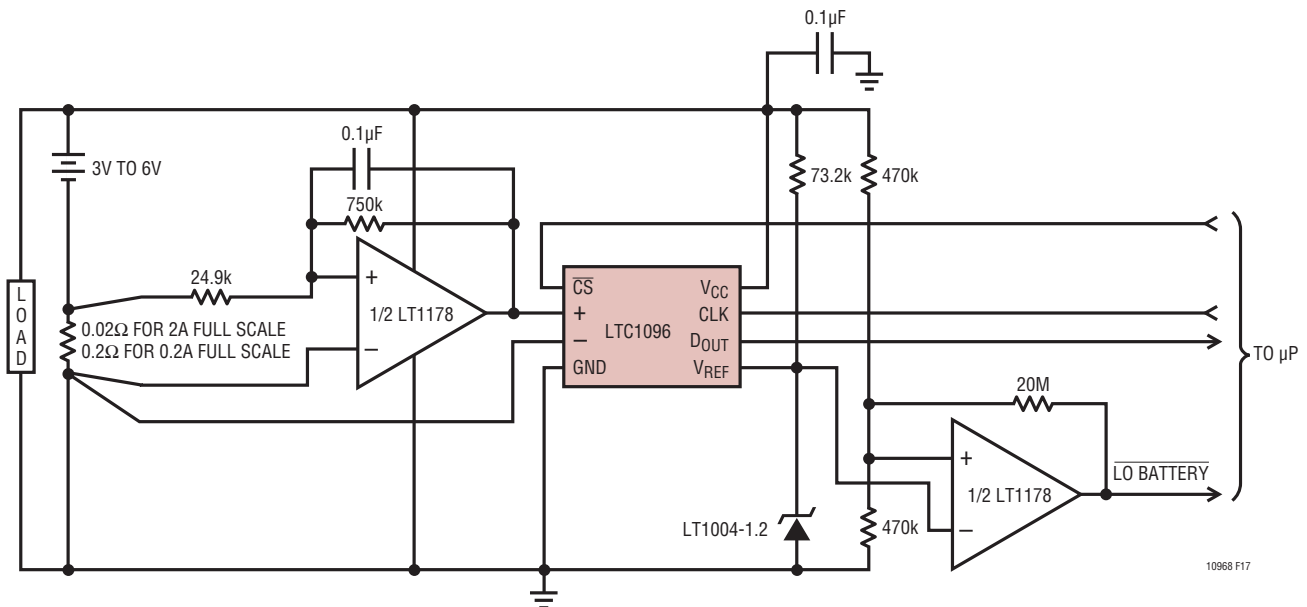 0.1µF
0.1µF
3V TO 6V
750k
73.2k
470k
24.9k
LOAD
0.02Ω FOR 2A FULL SCALE
0.2Ω FOR 0.2A FULL SCALE
+
1/2 LT1178
–
CS
+
–
GND
LTC1096
VCC
CLK
DOUT
VREF
TO µP
20M
+
1/2 LT1178
–
LO BATTERY
LT1004-1.2
470k
10968 F17